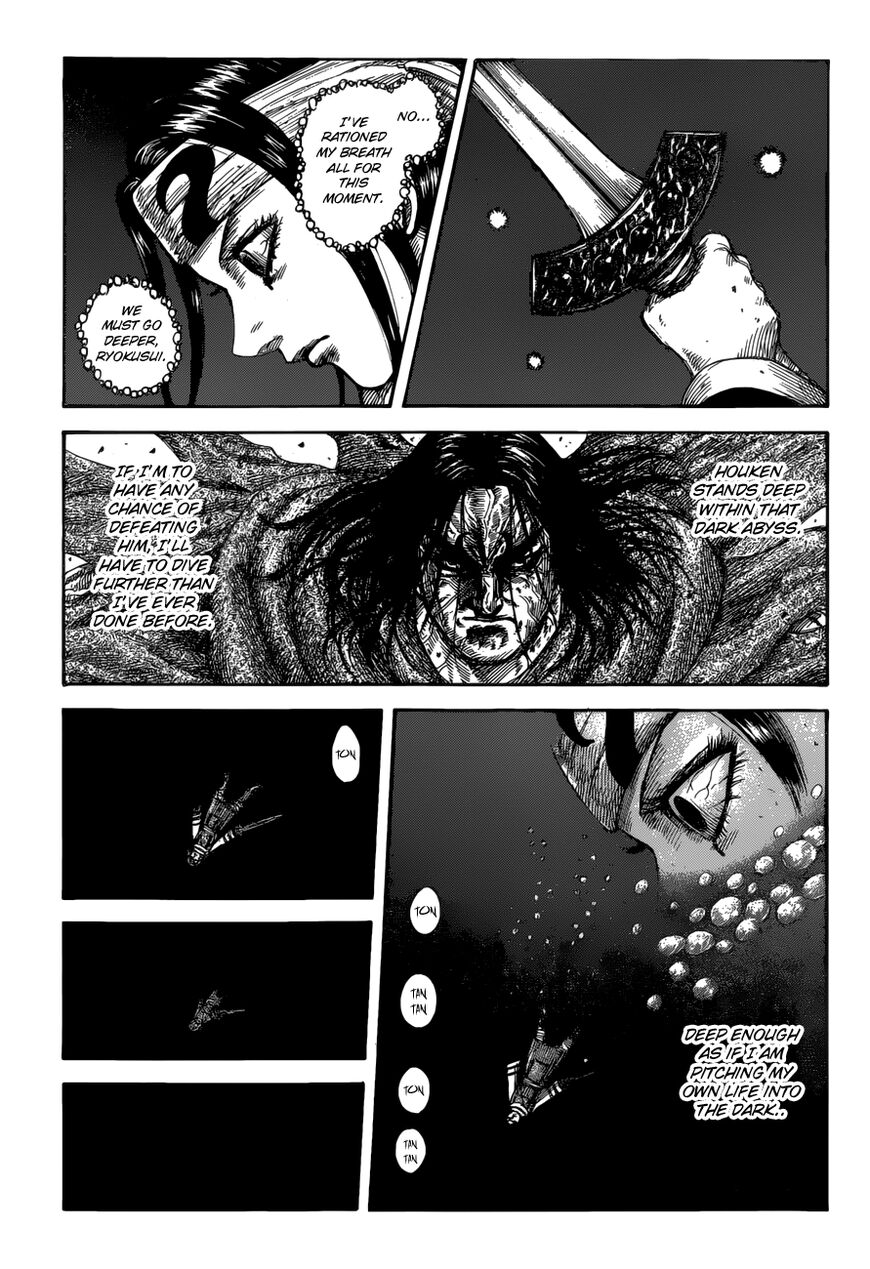 NO...
I'VE
RATIONED
MY BREATH
ALL FOR
THIS
MOMENT.
WE
MUST GO
DEEPER,
RYOKUSUI.
HOUKEN
STANDS DEEP
WITHIN THAT
DARK ABYSS.
IF I'M TO
HAVE ANY
CHANCE OF
DEFEATING
HIM, I'LL
HAVE TO DIVE
FURTHER THAN
I'VE EVER
DONE BEFORE.
TON
TAN
TAN
TON
TAN
TAN
DEEP ENOUGH
AS IF I AM
PITCHING MY
OWN LIFE INTO
THE DARK..
TON